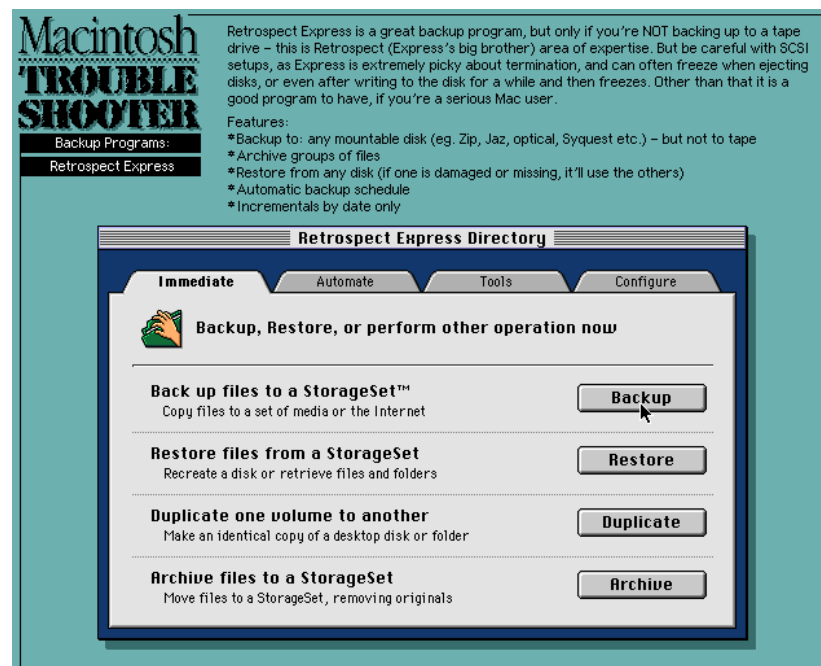 Macintosh
TROUBLE
SHOOTER
Backup Programs:
Retrospect Express
Retrospect Express is a great backup program, but only if you're NOT backing up to a tape
drive – this is Retrospect (Express's big brother) area of expertise. But be careful with SCSI
setups, as Express is extremely picky about termination, and can often freeze when ejecting
disks, or even after writing to the disk for a while and then freezes. Other than that it is a
good program to have, if you're a serious Mac user.
Features:
*Backup to: any mountable disk (eg. Zip, Jaz, optical, Syquest etc.) – but not to tape
*Archive groups of files
*Restore from any disk (if one is damaged or missing, it'll use the others)
*Automatic backup schedule
*Incrementals by date only
Retrospect Express Directory
Immediate Automate Tools Configure
Backup, Restore, or perform other operation now
Back up files to a StorageSet™
Copy files to a set of media or the Internet
Backup
Restore files from a StorageSet
Recreate a disk or retrieve files and folders
Restore
Duplicate one volume to another
Make an identical copy of a desktop disk or folder
Duplicate
Archive files to a StorageSet
Move files to a StorageSet, removing originals
Archive